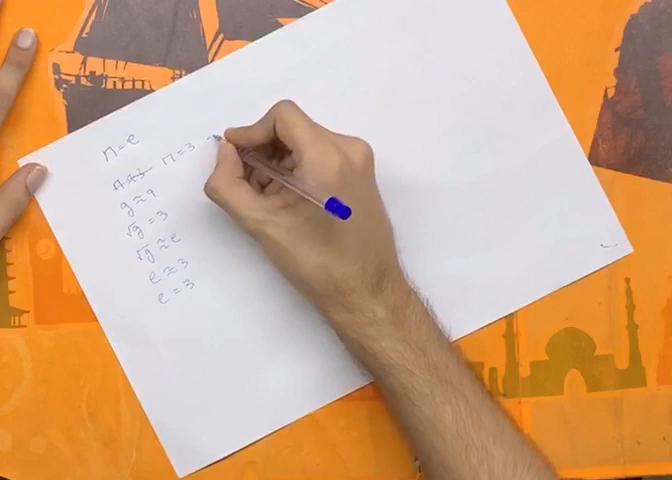 π = e
π = 3
g ≈ 9
√g = 3
√g ≈ e
e ≈ 3
e = 3